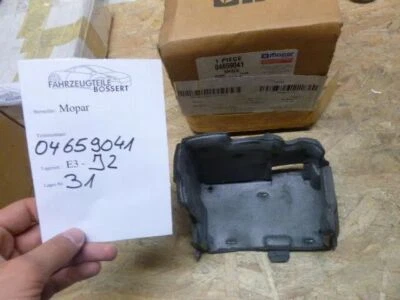 FAHRZEUGTEILE
BOSSERT
Hersteller: Mopar
Teilenummer:
04659041
Lagerort: E3 - J2
Lager Nr.
31
mopar
1 PIECE
04659041